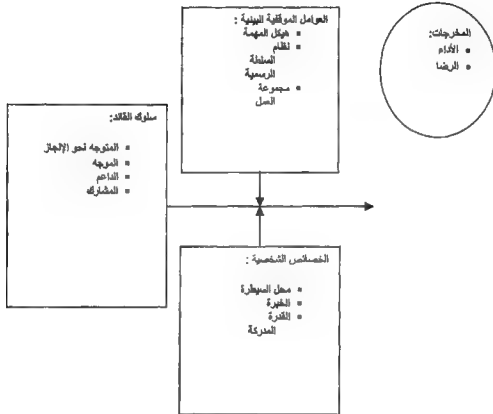 العوامل الموقفية البيئية :
هيكل المهمة
نظام
السلطة
الرسمية
مجموعة
العمل
المخرجات:
الأداء
الرضا
سلوك القائد:
المتوجه نحو الإنجاز
الموجه
الداعم
المشارك
الخصائص الشخصية :
محل السيطرة
الخبرة
القدرة
المدركة